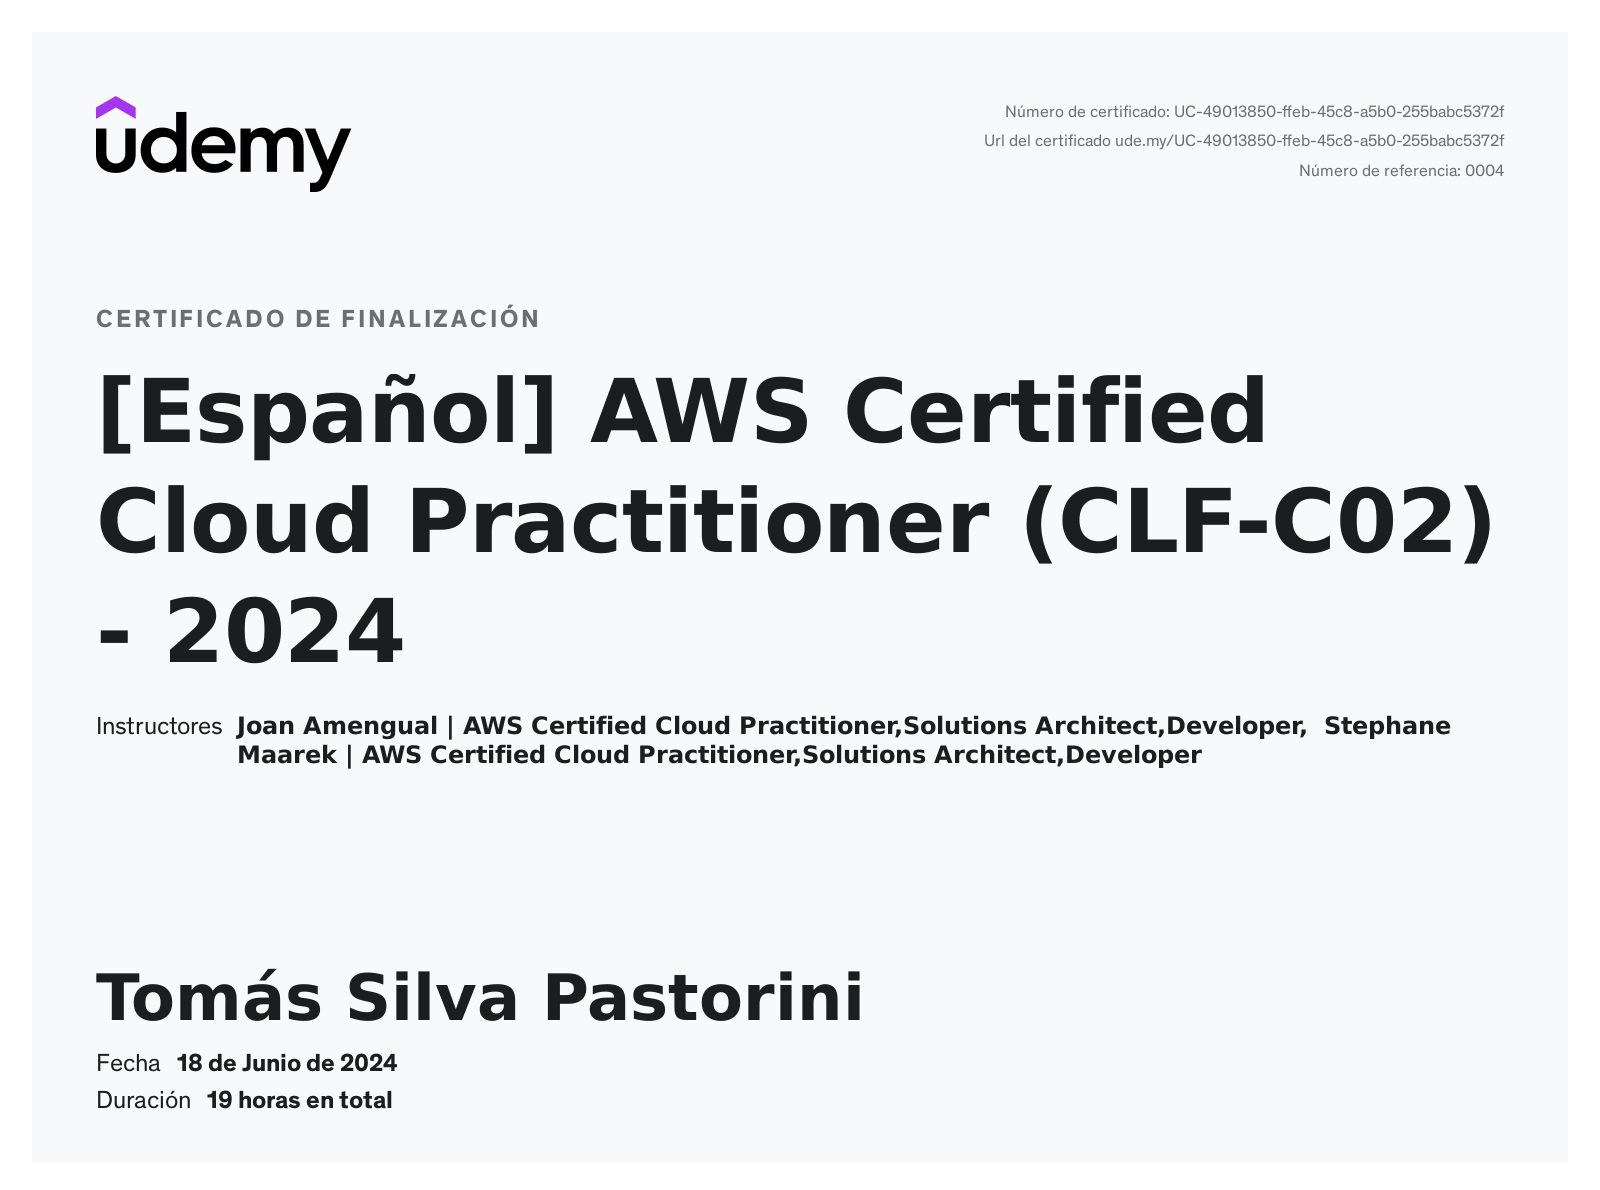 udemy
Número de certificado: UC-49013850-ffeb-45c8-a5b0-255babc5372f
Url del certificado ude.my/UC-49013850-ffeb-45c8-a5b0-255babc5372f
Número de referencia: 0004
CERTIFICADO DE FINALIZACIÓN
[Español] AWS Certified
Cloud Practitioner (CLF-C02)
- 2024
Instructores Joan Amengual | AWS Certified Cloud Practitioner,Solutions Architect,Developer, Stephane
Maarek | AWS Certified Cloud Practitioner,Solutions Architect,Developer
Tomás Silva Pastorini
Fecha 18 de Junio de 2024
Duración 19 horas en total